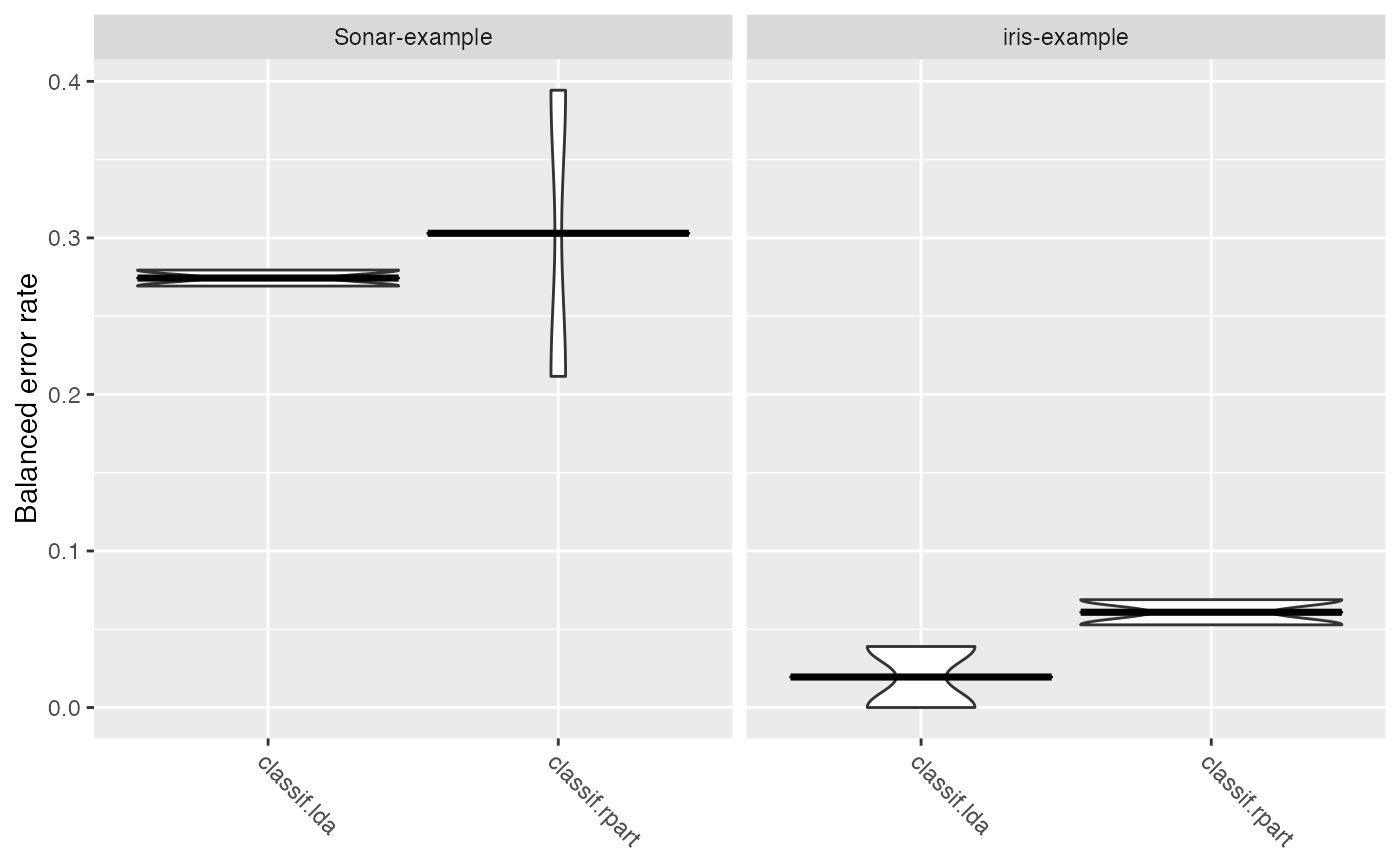 Sonar-example
iris-example
Balanced error rate
0.4
0.3
0.2
0.1
0.0
classif.lda
classif.rpart
classif.lda
classif.rpart